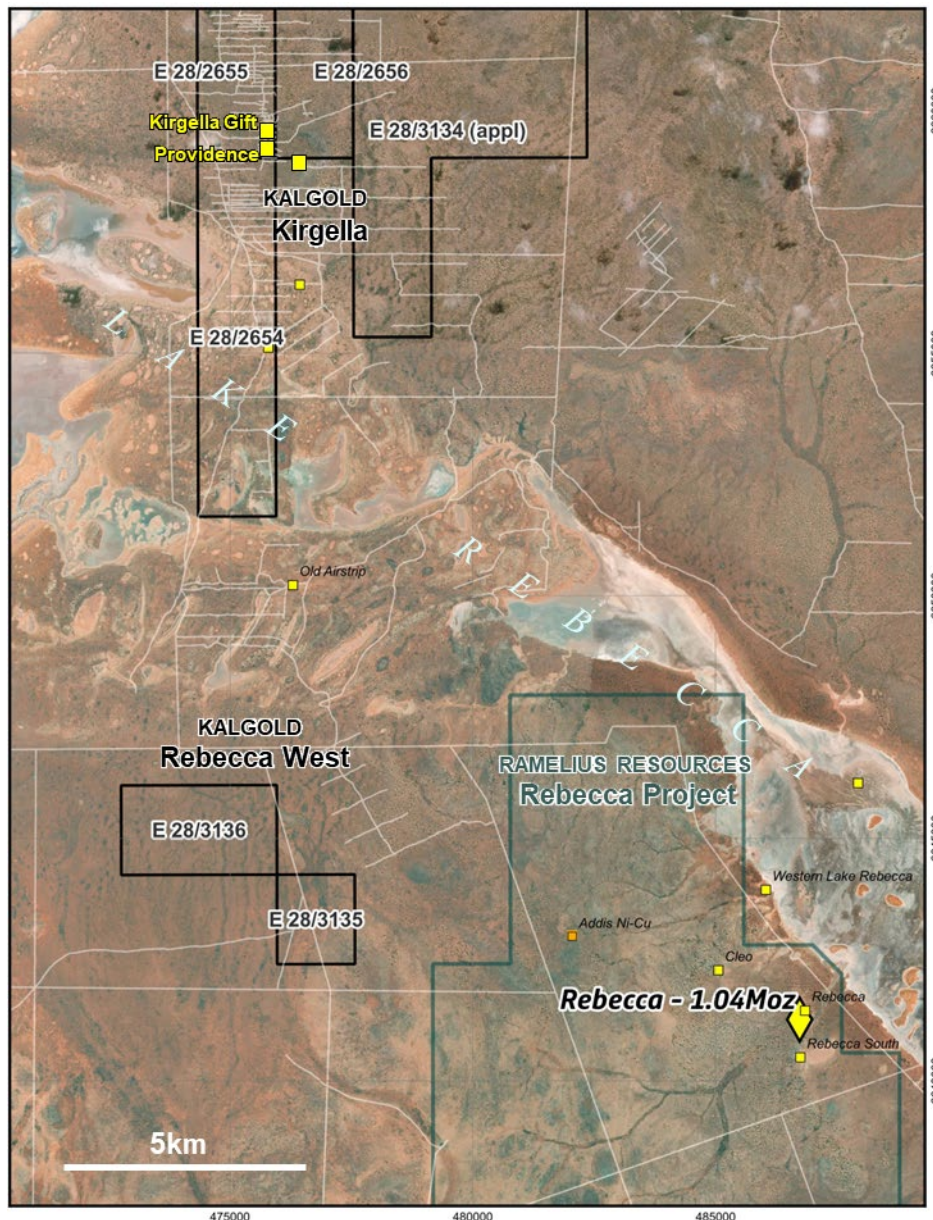 E 28/2655
E 28/2656
Kirgella Gift
E 28/3134 (appl)
Providence
KALGOLD
Kirgella
E 28/2654
LAKE
REBECCA
Old Airstrip
KALGOLD
Rebecca West
RAMELIUS RESOURCES
Rebecca Project
E 28/3136
Western Lake Rebecca
E 28/3135
Addis Ni-Cu
Cleo
Rebecca - 1.04Moz
Rebecca
Rebecca South
5km
475000
480000
485000